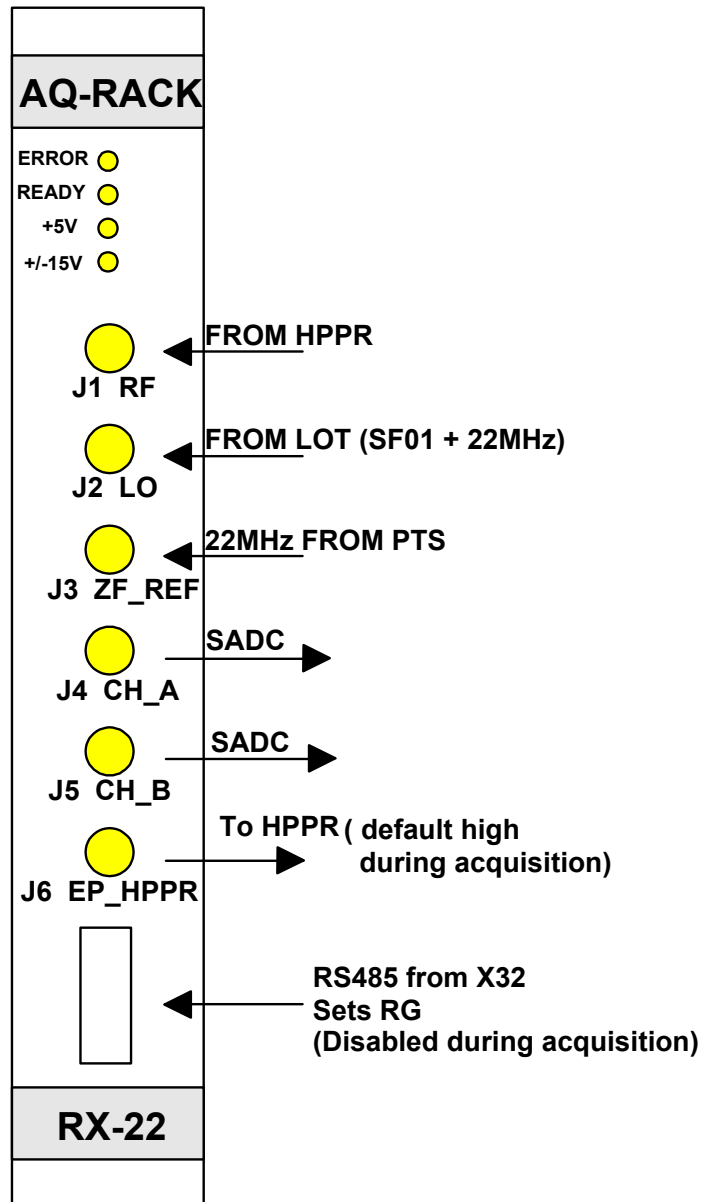 AQ-RACK
ERROR
READY
+5V
+/-15V
FROM HPPR
J1 RF
FROM LOT (SF01 + 22MHz)
J2 LO
22MHz FROM PTS
J3 ZF_REF
SADC
J4 CH_A
SADC
J5 CH_B
To HPPR ( default high
during acquisition)
J6 EP_HPPR
RS485 from X32
Sets RG
(Disabled during acquisition)
RX-22